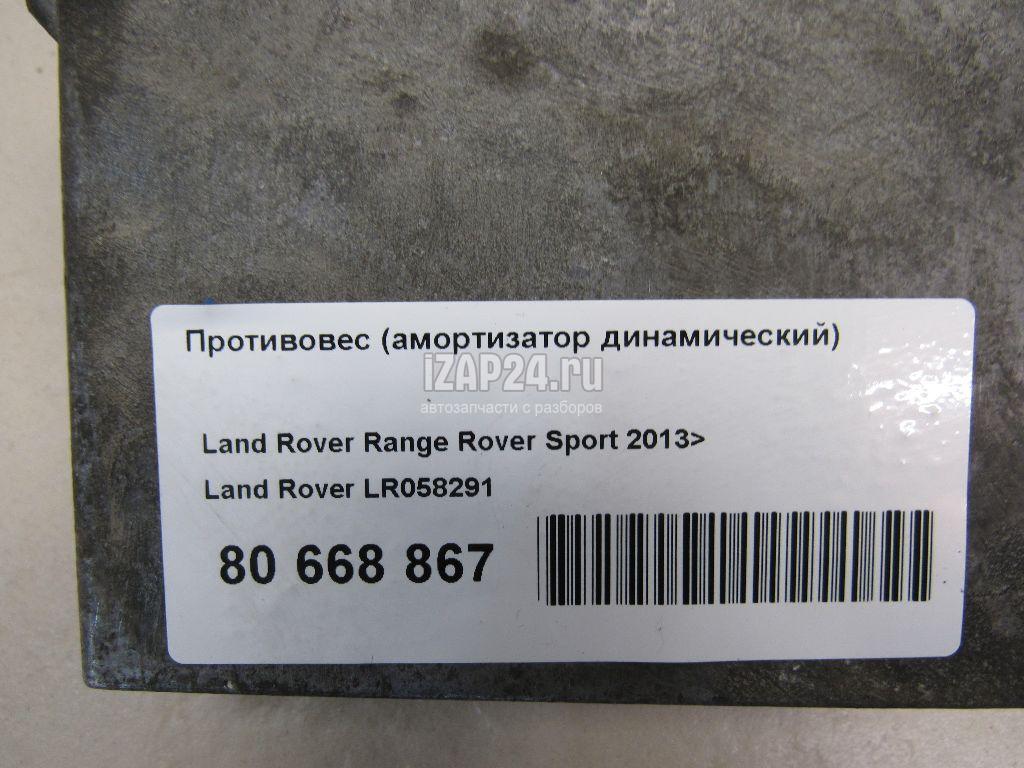 Противовес (амортизатор динамический)
iZAP24.ru
автозапчасти с разборов
Land Rover Range Rover Sport 2013>
Land Rover LR058291
80 668 867